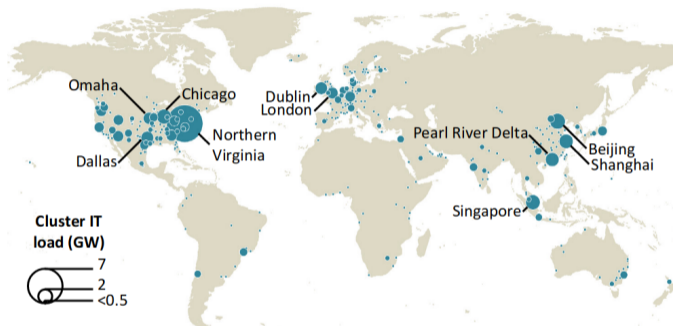 Omaha
Chicago
Dublin
London
Northern
Virginia
Dallas
Pearl River Delta
Beijing
Shanghai
Singapore
Cluster IT
load (GW)
7
2
<0.5